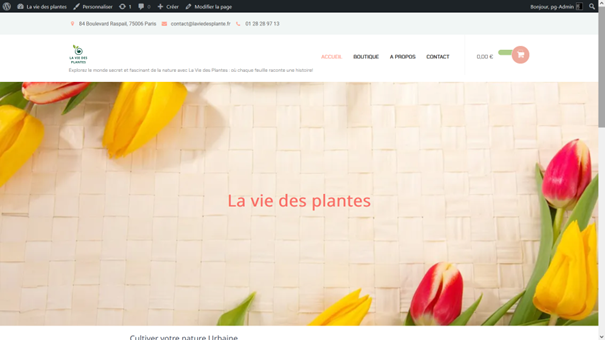 La vie des plantes Personnaliser 1 0 Créer Modifier la page Bonjour, pg-Admin
84 Boulevard Raspail, 75006 Paris contact@laviedesplante.fr 01 28 28 97 13
LA VIE DES
PLANTES
ACCUEIL BOUTIQUE A PROPOS CONTACT 0,00 €
Explorez le monde secret et fascinant de la nature avec La Vie des Plantes : où chaque feuille raconte une histoire!
La vie des plantes
Cultiver votre nature Urbaine